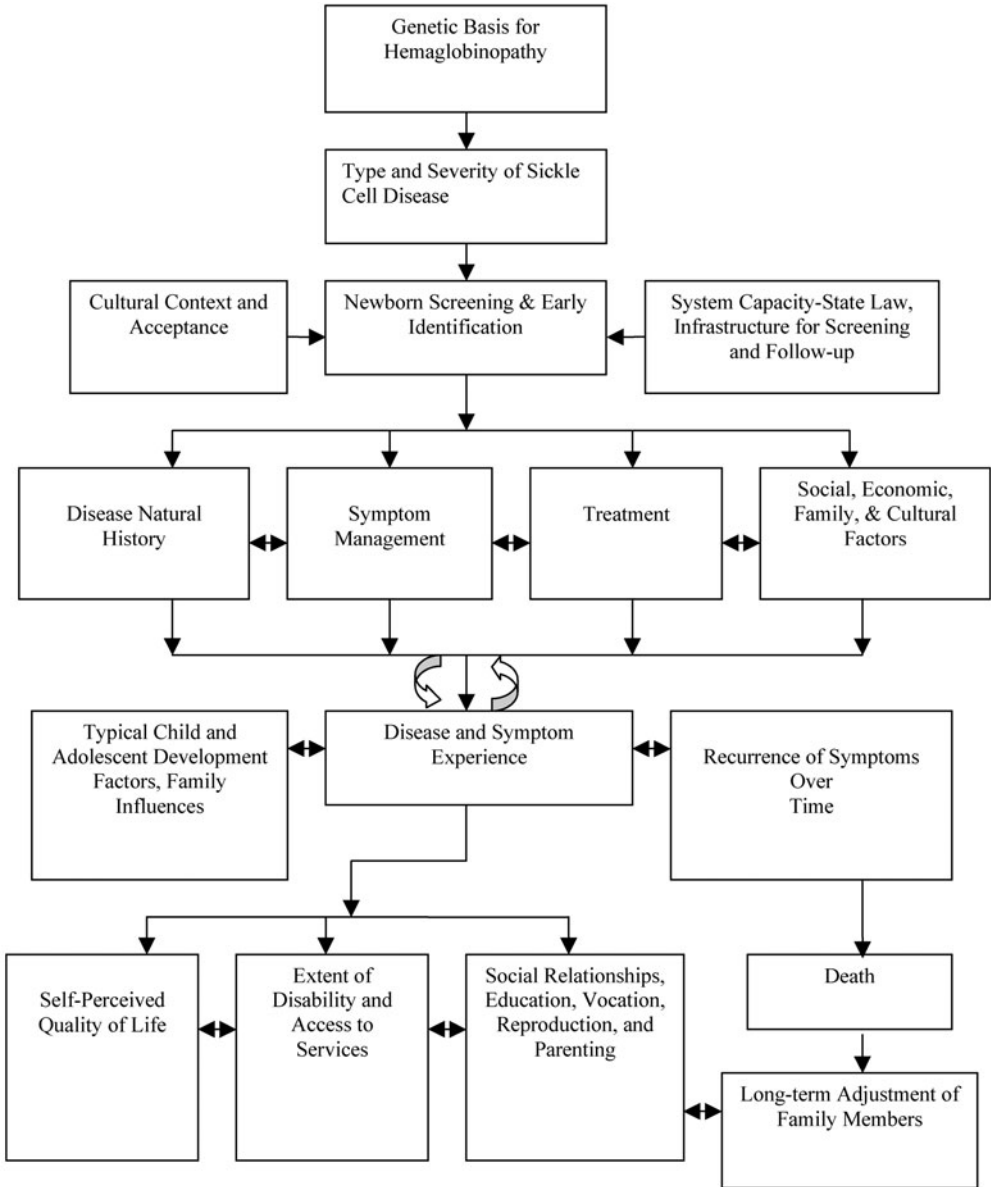 Genetic Basis for
Hemaglobinopathy
Type and Severity of Sickle
Cell Disease
Cultural Context and
Acceptance
Newborn Screening & Early
Identification
System Capacity-State Law,
Infrastructure for Screening
and Follow-up
Disease Natural
History
Symptom
Management
Treatment
Social, Economic,
Family, & Cultural
Factors
Typical Child and
Adolescent Development
Factors, Family
Influences
Disease and Symptom
Experience
Recurrence of Symptoms
Over
Time
Self-Perceived
Quality of Life
Extent of
Disability and
Access to
Services
Social Relationships,
Education, Vocation,
Reproduction, and
Parenting
Death
Long-term Adjustment of
Family Members